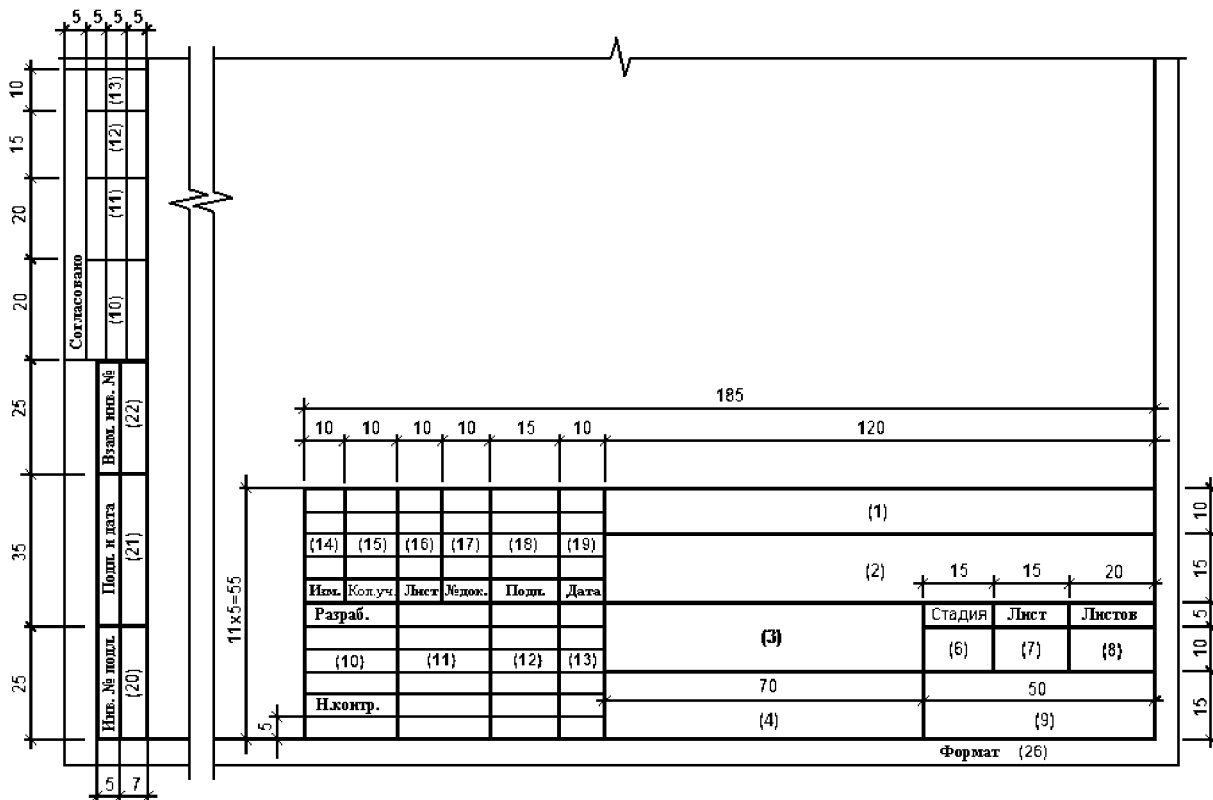 5 5 5 5
10
15
20
20
25
35
25
(13)
(12)
(11)
(10)
Согласовано
Взам. инв. №
(22)
Подп. и дата
(21)
Инв. № подл.
(20)
5 7
185
10 10 10 10 15 10 120
11х5=55
5
(1)
(14) (15) (16) (17) (18) (19)
(2) 15 15 20
Изм. Кол.уч. Лист №док. Подп. Дата
Разраб.
(3)
Стадия Лист Листов
(6) (7) (8)
(10) (11) (12) (13)
70 50
Н.контр.
(4) (9)
Формат (26)
10
15
5
10
15